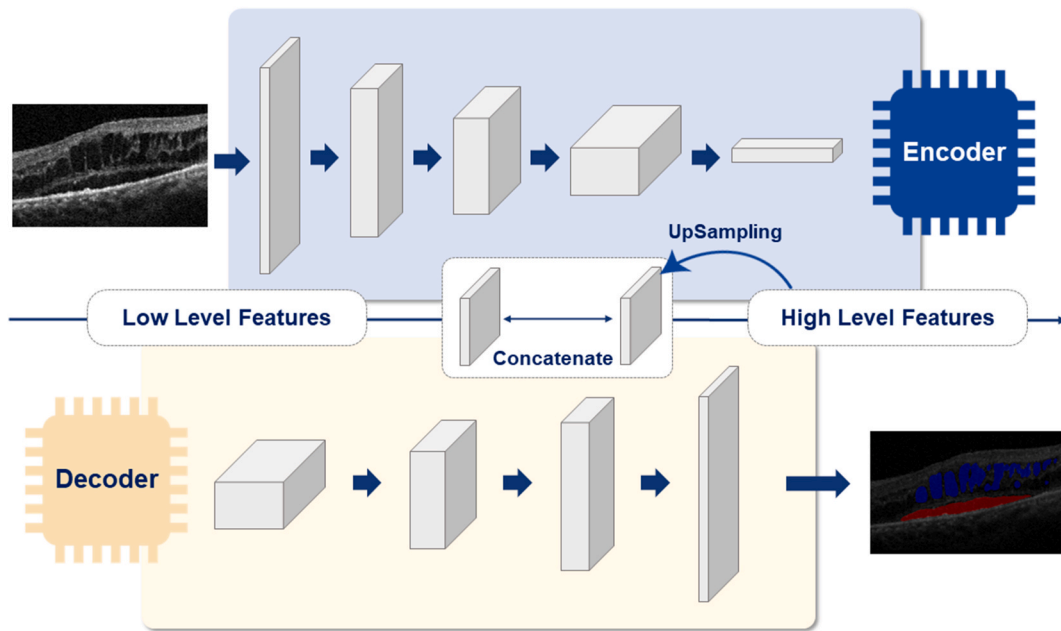 Encoder
UpSampling
Low Level Features
High Level Features
Concatenate
Decoder